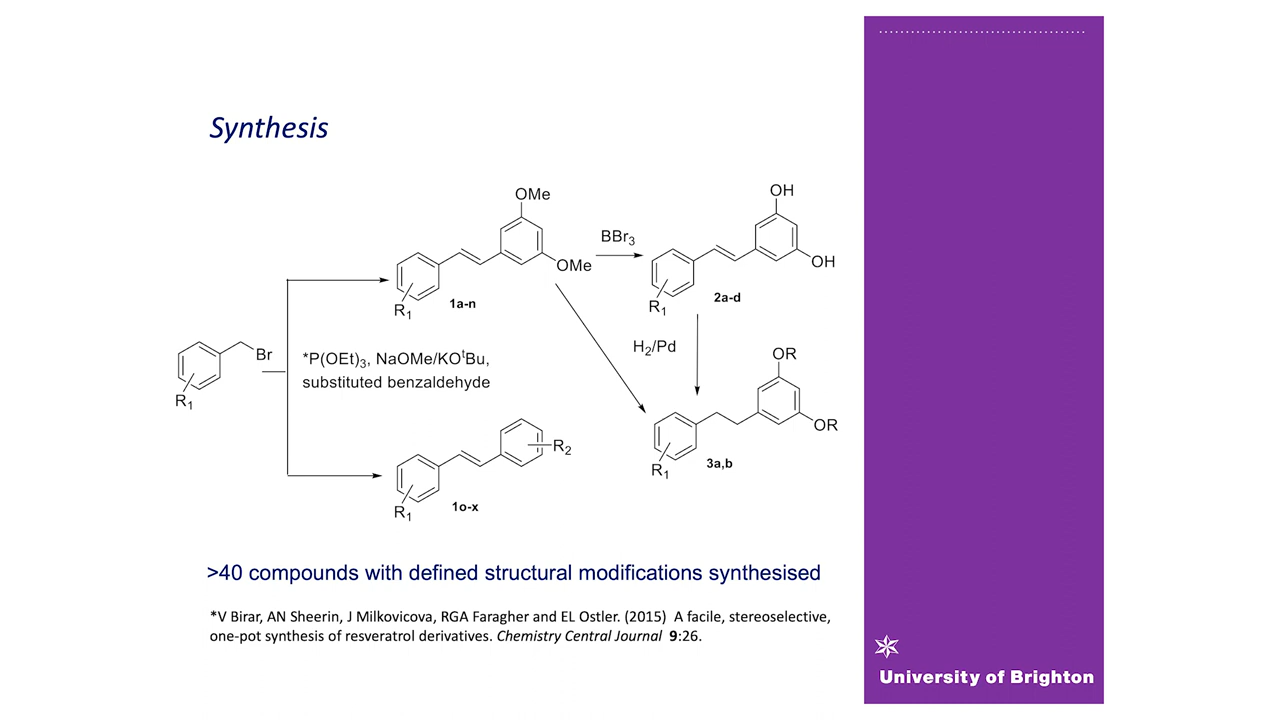 Synthesis
OMe
OMe
R1
1a-n
BBr3
OH
OH
R1
2a-d
Br
R1
*P(OEt)3, NaOMe/KOtBu,
substituted benzaldehyde
H2/Pd
OR
OR
R1
3a,b
R2
R1
1o-x
>40 compounds with defined structural modifications synthesised
*V Birar, AN Sheerin, J Milkovicova, RGA Faragher and EL Ostler. (2015) A facile, stereoselective,
one-pot synthesis of resveratrol derivatives. Chemistry Central Journal 9:26.
University of Brighton